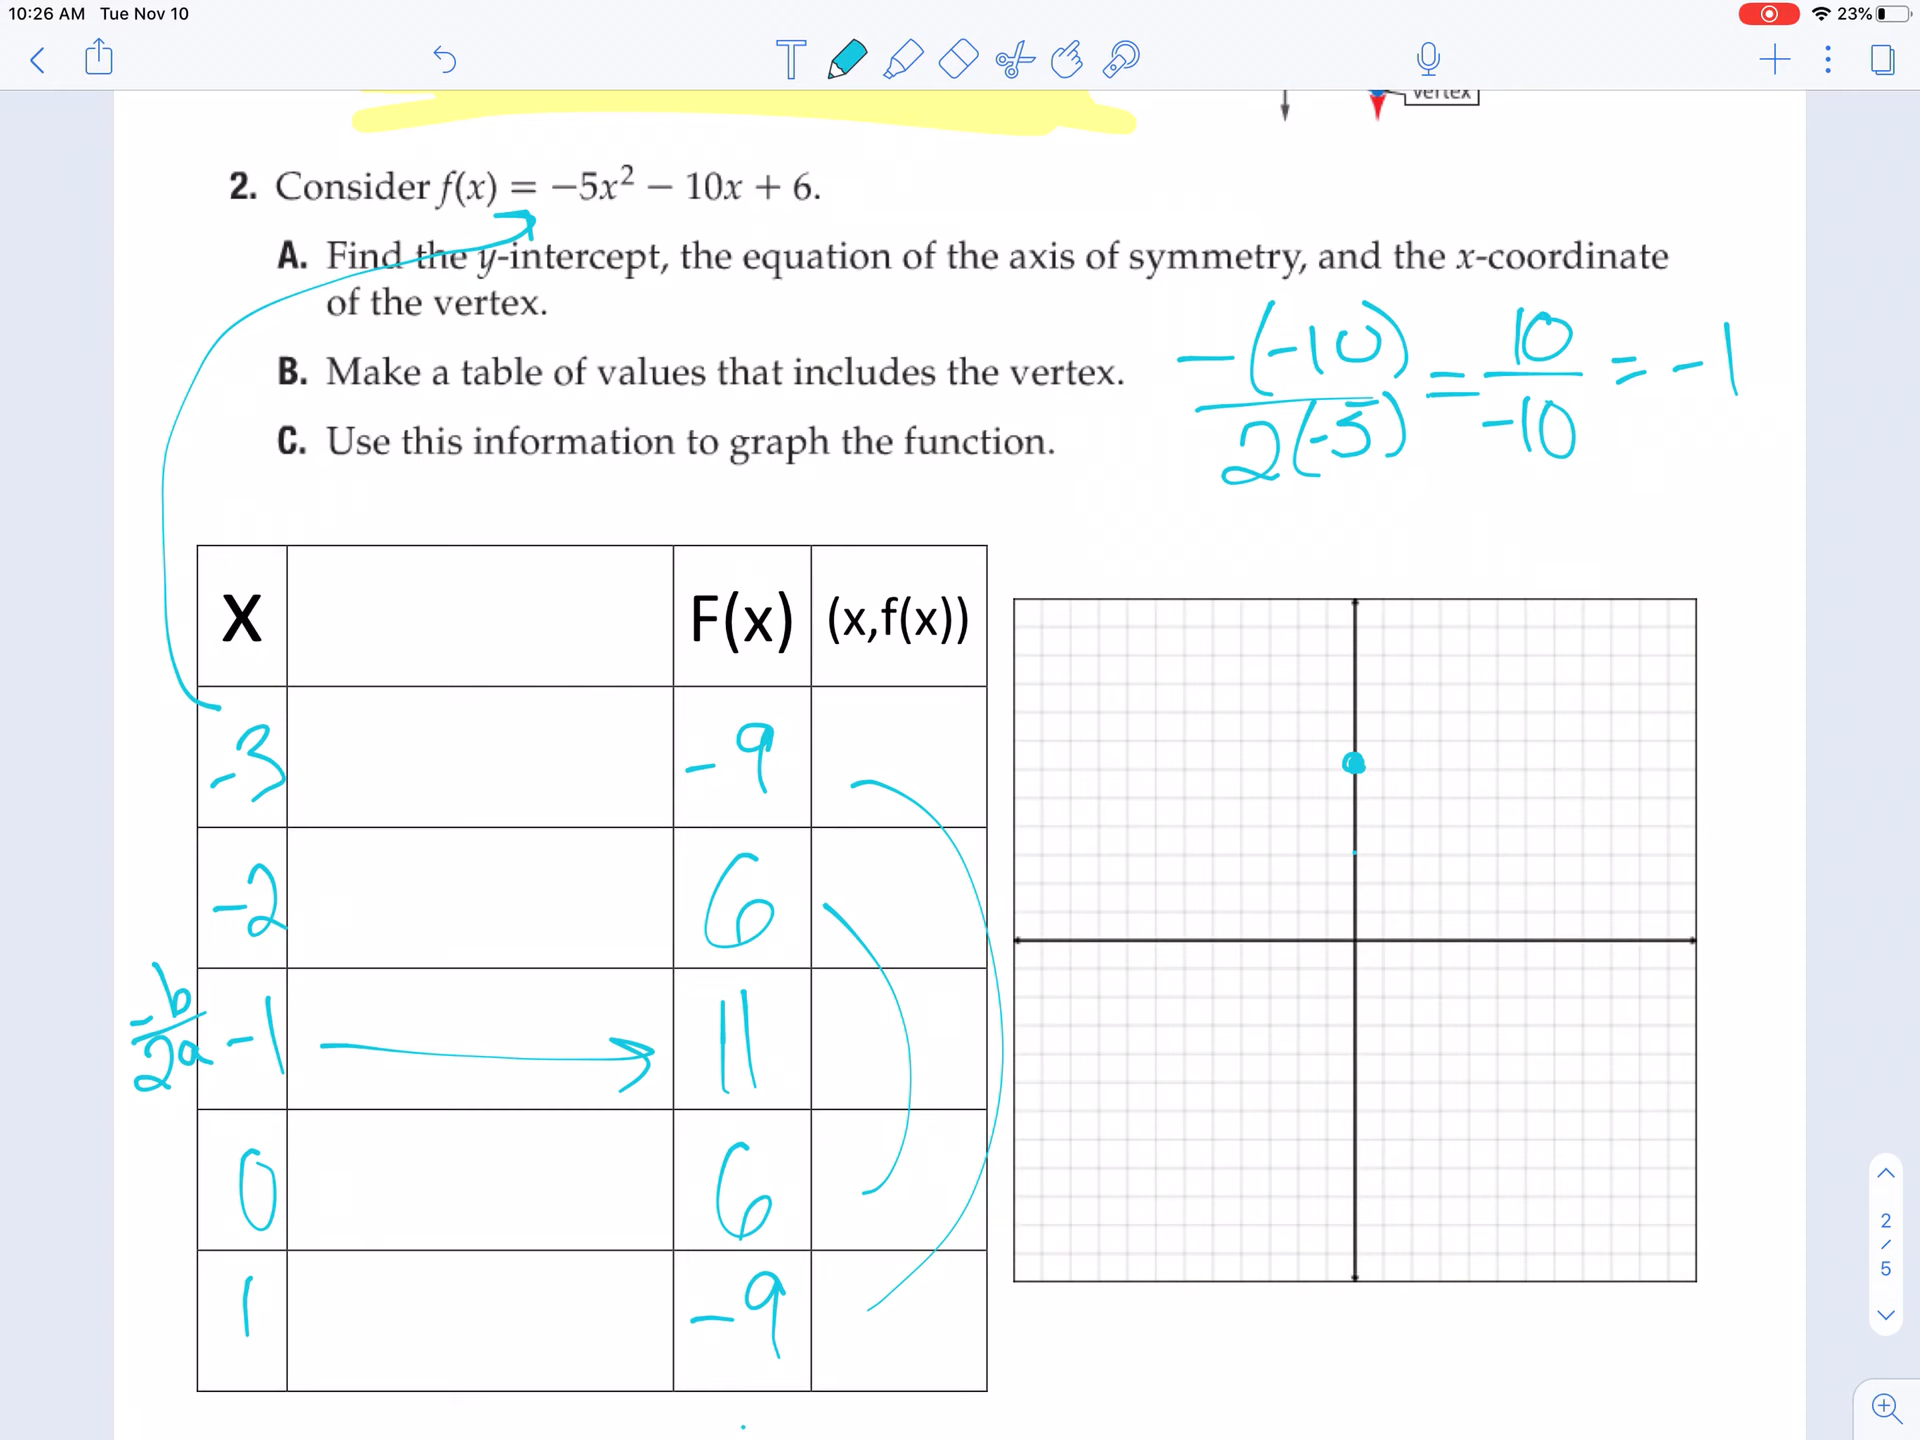 10:26 AM Tue Nov 10
23%
T
vertex
2. Consider f(x) = −5x² − 10x + 6.
A. Find the y-intercept, the equation of the axis of symmetry, and the x-coordinate
of the vertex.
B. Make a table of values that includes the vertex.
C. Use this information to graph the function.
-(-10)/2(-5) = 10/-10 = -1
X F(x) (x,f(x))
-3 -9
-2 6
-b/2a -1 11
0 6
1 -9
2
/
5